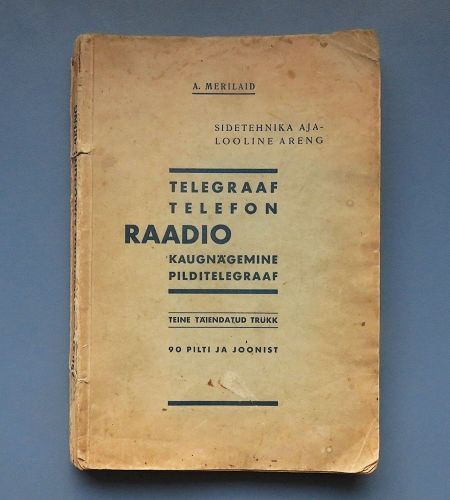 A. MERILAID
SIDETEHNIKA AJA-
LOOLINE ARENG
TELEGRAAF
TELEFON
RAADIO
KAUGNÄGEMINE
PILDITELEGRAAF
TEINE TÄIENDATUD TRÜKK
90 PILTI JA JOONIST